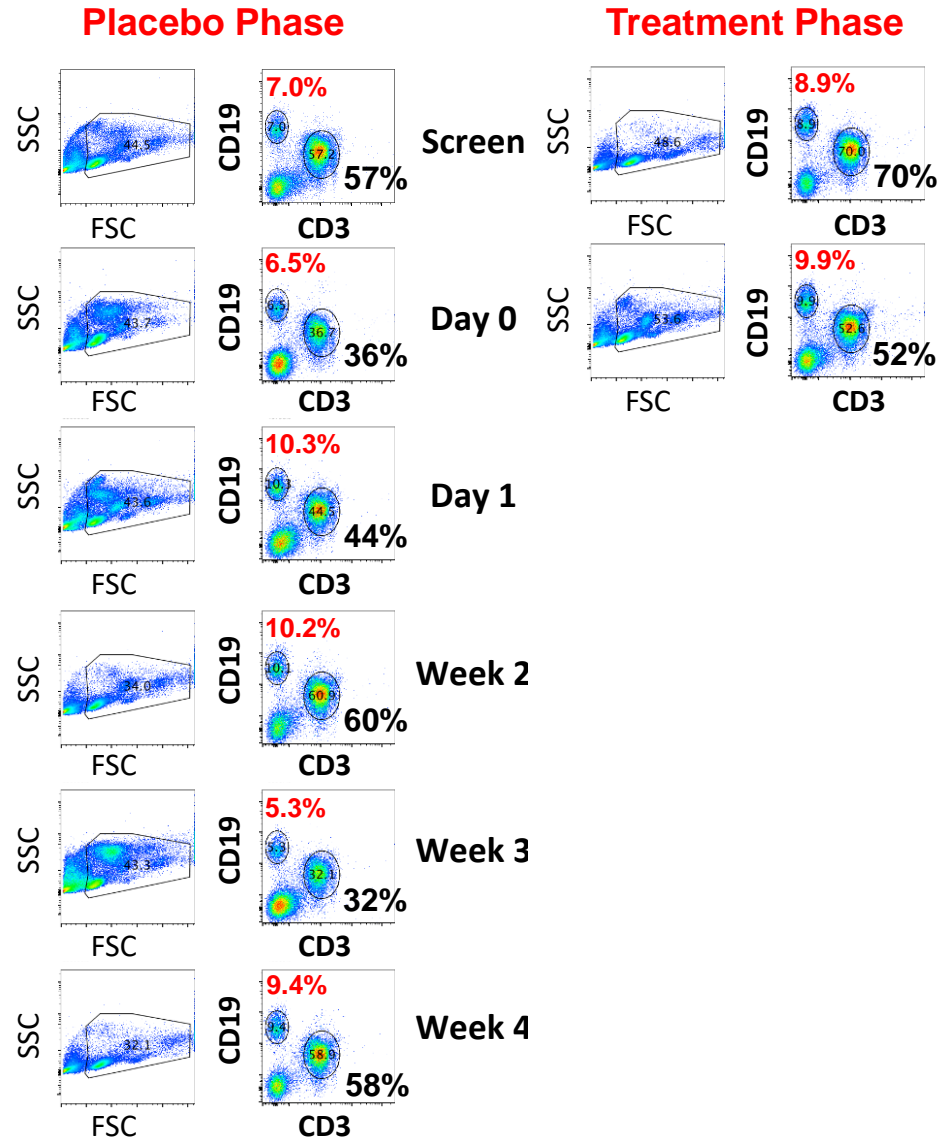 Placebo Phase
Treatment Phase
SSC
44.5
FSC
CD19
7.0%
7.0
57.2
57%
CD3
Screen
SSC
48.6
FSC
CD19
8.9%
8.9
70.0
70%
CD3
SSC
43.7
FSC
CD19
6.5%
6.5
36.7
36%
CD3
Day 0
SSC
53.6
FSC
CD19
9.9%
9.9
52.6
52%
CD3
SSC
43.6
FSC
CD19
10.3%
10.3
44.5
44%
CD3
Day 1
SSC
34.0
FSC
CD19
10.2%
10.1
60%
CD3
Week 2
SSC
43.3
FSC
CD19
5.3%
5.3
32.1
32%
CD3
Week 3
SSC
32.1
FSC
CD19
9.4%
9.4
58.9
58%
CD3
Week 4